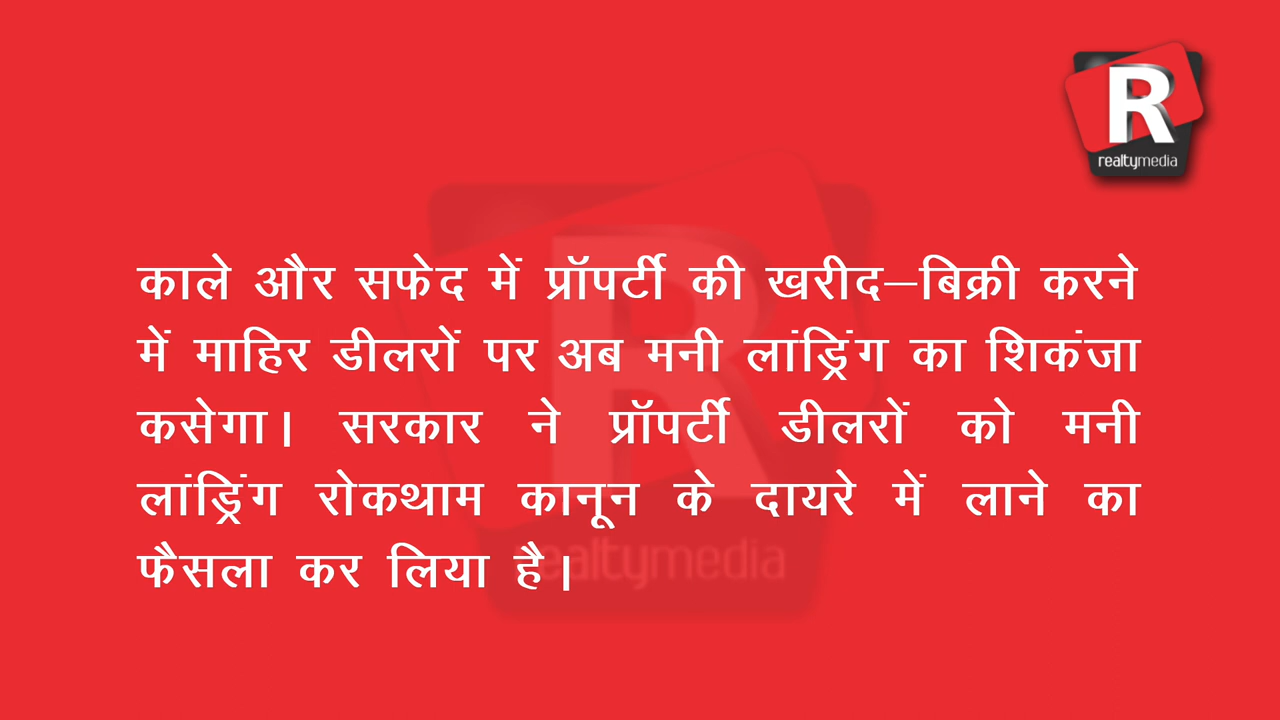 R
realtymedia
काले और सफेद में प्रॉपर्टी की खरीद–बिक्री करने
में माहिर डीलरों पर अब मनी लांड्रिंग का शिकंजा
कसेगा। सरकार ने प्रॉपर्टी डीलरों को मनी
लांड्रिंग रोकथाम कानून के दायरे में लाने का
फैसला कर लिया है।
R
realtymedia